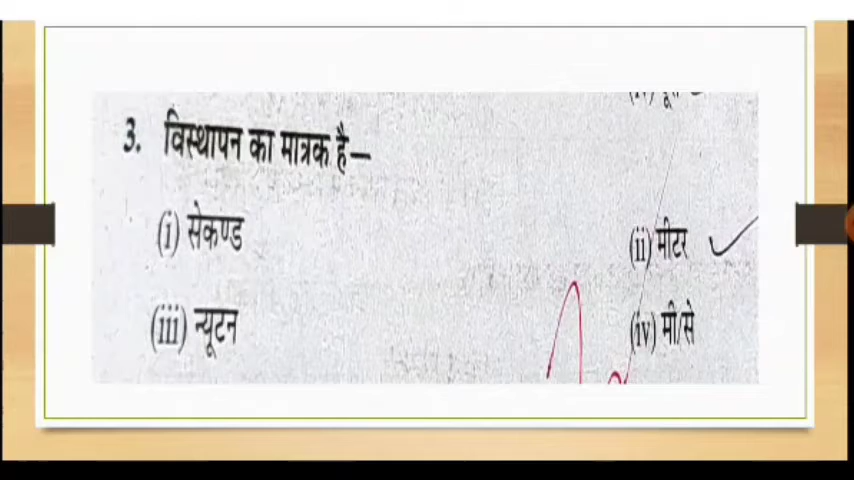 3. विस्थापन का मात्रक है—
(i) सेकण्ड (ii) मीटर
(iii) न्यूटन (iv) मी/से